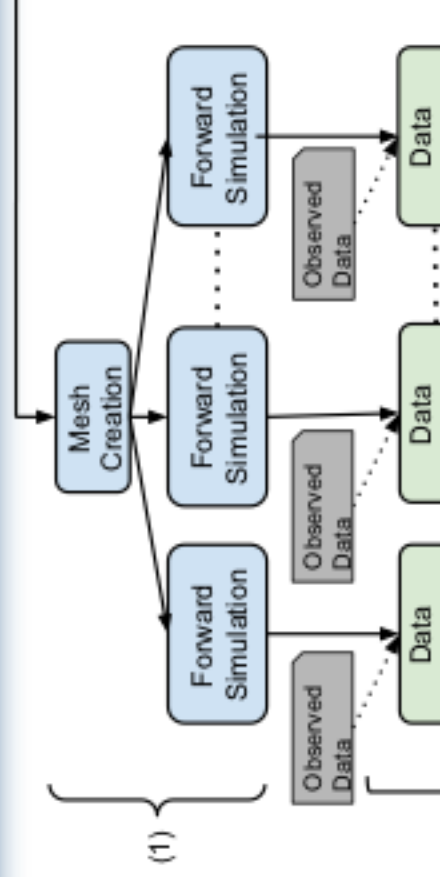 Mesh
Creation
Forward
Simulation
Forward
Simulation
Forward
Simulation
Observed
Data
Observed
Data
Observed
Data
Data
Data
Data
(1)